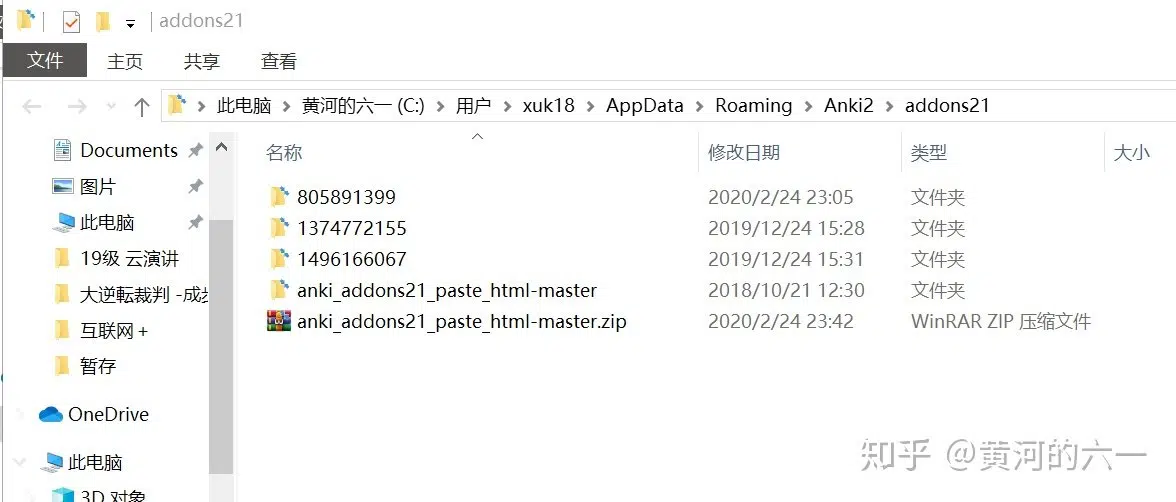 addons21
文件 主页 共享 查看
此电脑 黄河的六一 (C:) 用户 xuk18 AppData Roaming Anki2 addons21
名称 修改日期 类型 大小
Documents
图片
此电脑
19级 云演讲
大逆転裁判 -成步
互联网 +
暂存
OneDrive
此电脑
3D 对象
805891399 2020/2/24 23:05 文件夹
1374772155 2019/12/24 15:28 文件夹
1496166067 2019/12/24 15:31 文件夹
anki_addons21_paste_html-master 2018/10/21 12:30 文件夹
anki_addons21_paste_html-master.zip 2020/2/24 23:42 WinRAR ZIP 压缩文件
知乎 @黄河的六一